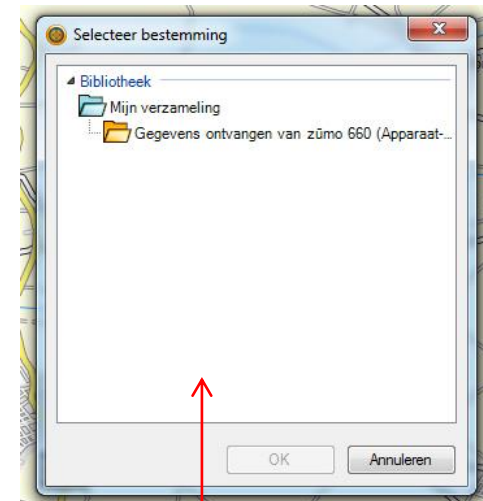 Selecteer bestemming
Bibliotheek
Mijn verzameling
Gegevens ontvangen van zūmo 660 (Apparaat-...
OK
Annuleren